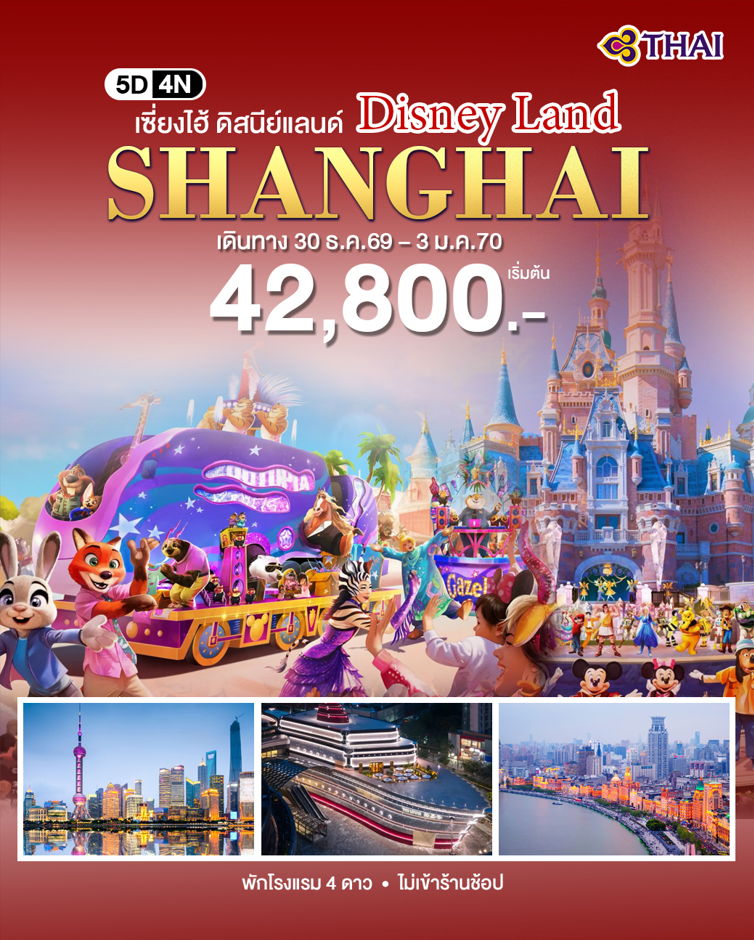 THAI
5D 4N
เซี่ยงไฮ้ ดิสนีย์แลนด์ Disney Land
SHANGHAI
เดินทาง 30 ธ.ค.69 – 3 ม.ค.70
เริ่มต้น
42,800.-
ZOOTOPIA
Gazel
พักโรงแรม 4 ดาว • ไม่เข้าร้านช้อป